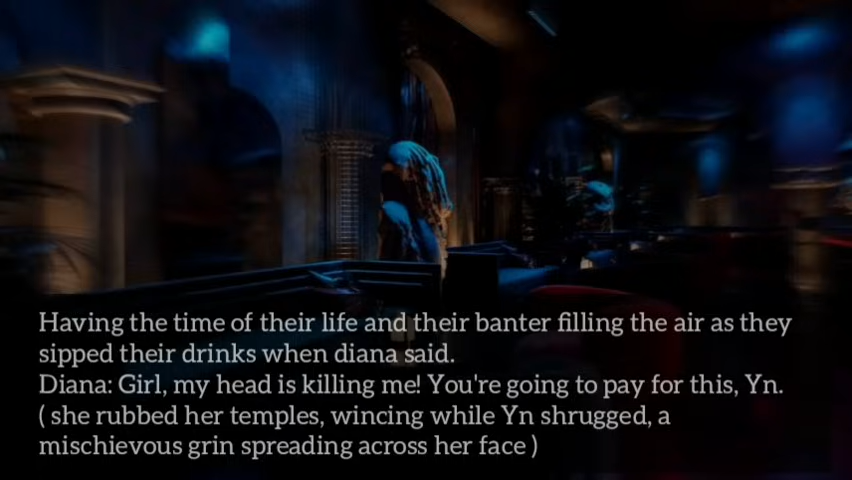 Having the time of their life and their banter filling the air as they
sipped their drinks when diana said.
Diana: Girl, my head is killing me! You're going to pay for this, Yn.
( she rubbed her temples, wincing while Yn shrugged, a
mischievous grin spreading across her face )